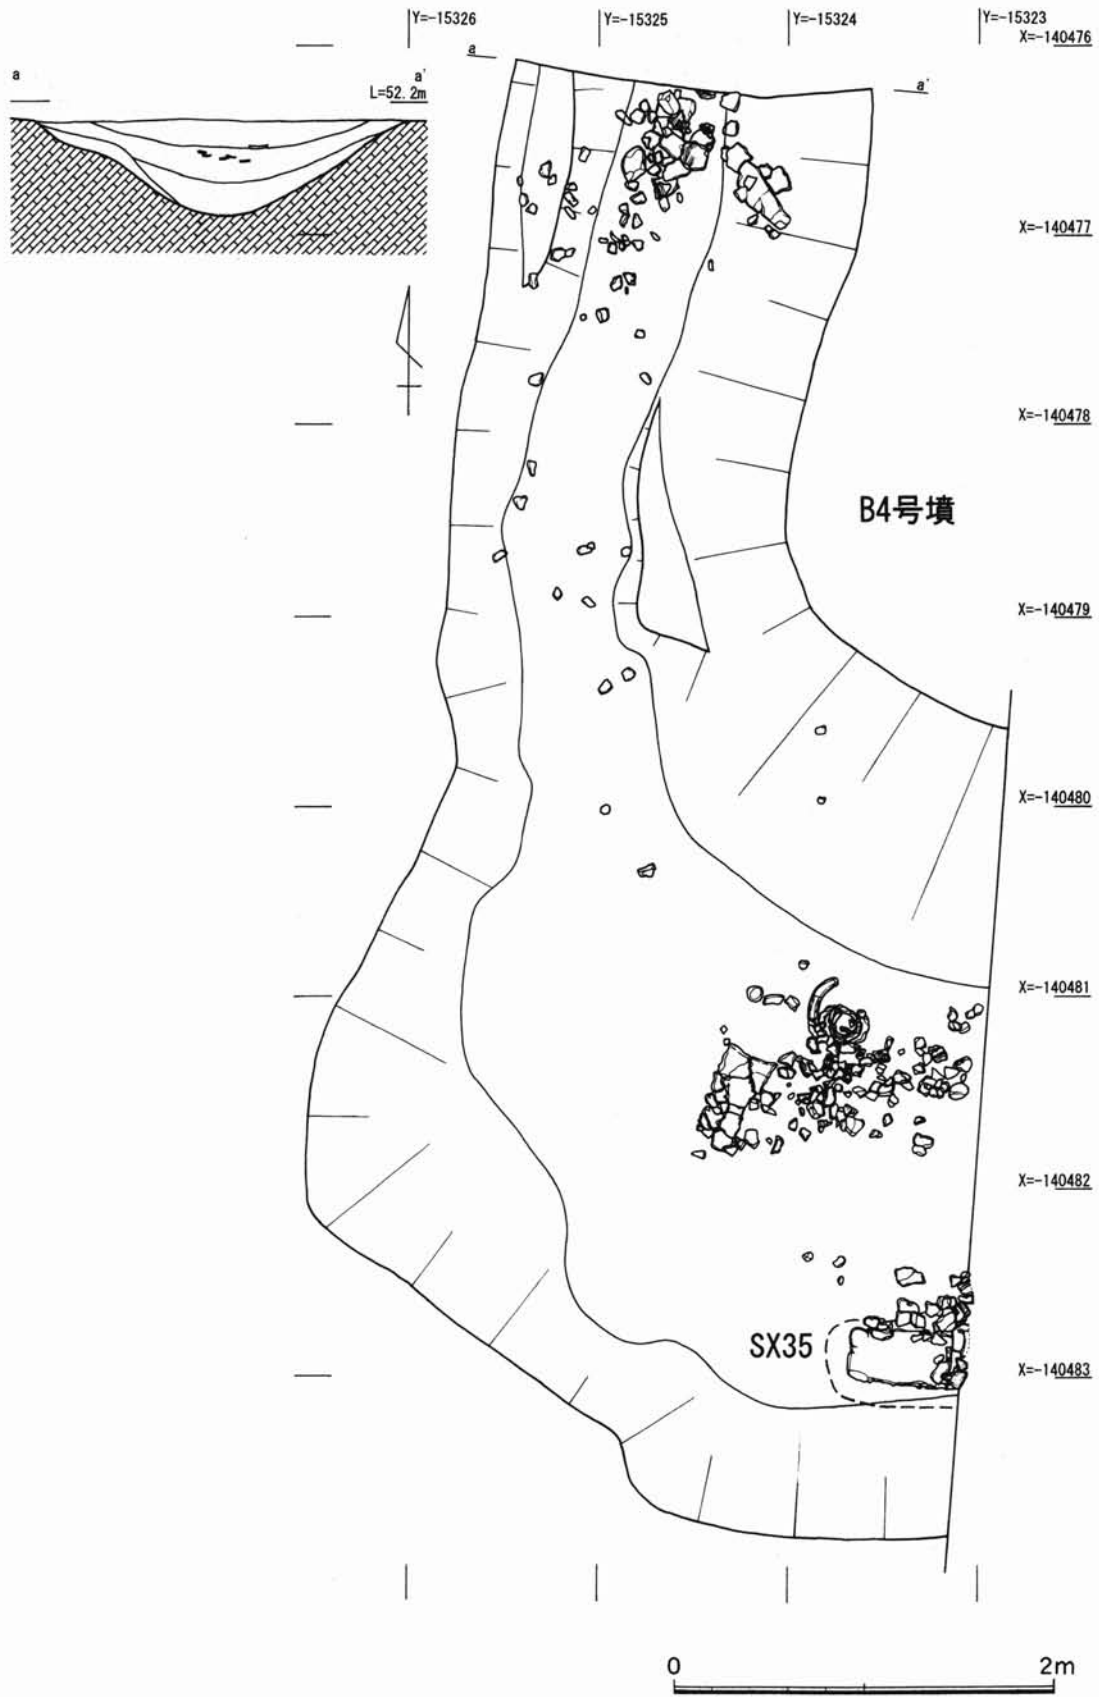 Y=-15326
Y=-15325
Y=-15324
Y=-15323
X=-140476
a
a'
a
a'
L=52.2m
X=-140477
X=-140478
B4号墳
X=-140479
X=-140480
X=-140481
X=-140482
SX35
X=-140483
0
2m